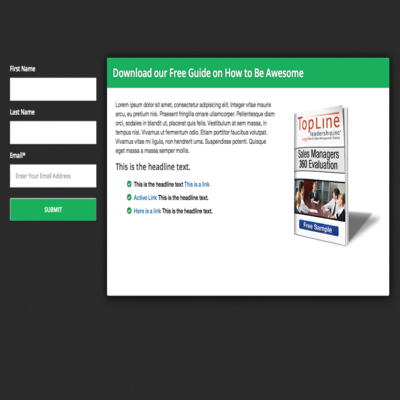 First Name
Last Name
Email*
Enter Your Email Address
SUBMIT
Download our Free Guide on How to Be Awesome
Lorem ipsum dolor sit amet, consectetur adipiscing elit. Integer vitae mauris
arcu, eu pretium nisi. Praesent fringilla ornare ullamcorper. Pellentesque diam
orci, sodales in blandit ut, placerat quis felis. Vestibulum at sem massa, in
tempus nisi. Vivamus ut fermentum odio. Etiam porttitor faucibus volutpat.
Vivamus vitae mi ligula, non hendrerit urna. Suspendisse potenti. Quisque
eget massa a massa semper mollis.
This is the headline text.
This is the headline text This is a link
Active Link This is the headline text.
Here is a link This is the headline text.
TopLine
leadership,inc
Sales Managers
360 Evaluation
Free Sample